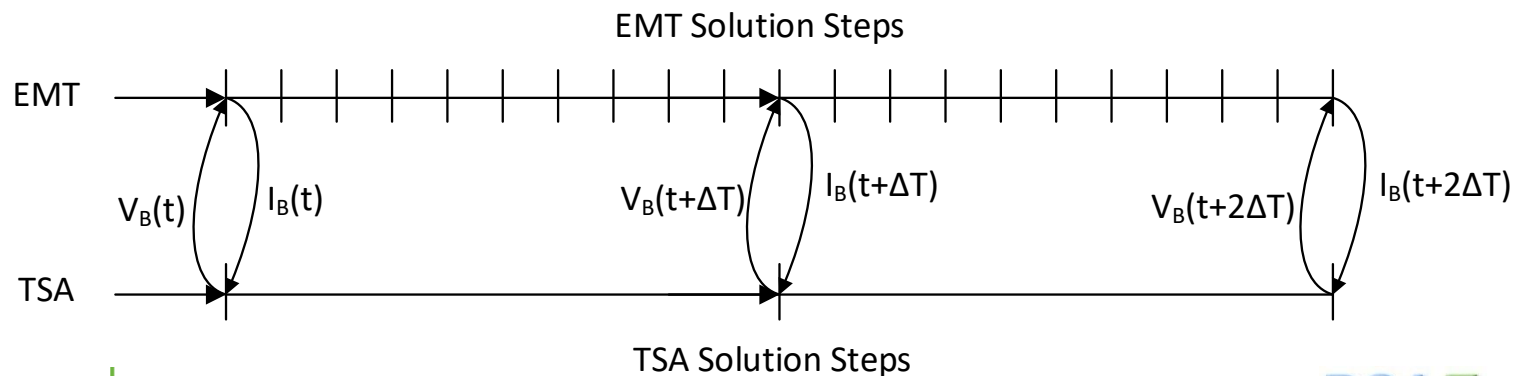 EMT Solution Steps
EMT
V_B(t)
I_B(t)
V_B(t+ΔT)
I_B(t+ΔT)
V_B(t+2ΔT)
I_B(t+2ΔT)
TSA
TSA Solution Steps